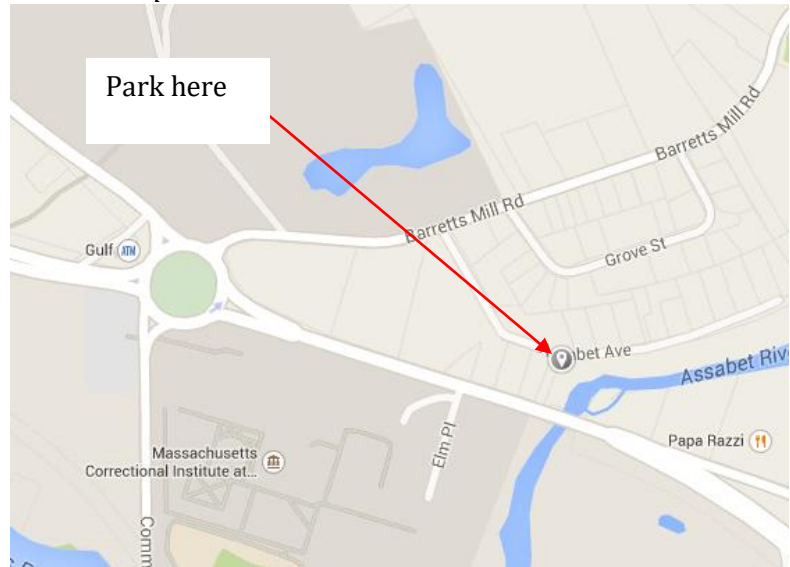 Park here
Barretts Mill Rd
Barretts Mill Rd
Grove St
Gulf
ATM
bet Ave
Assabet Riv
Papa Razzi
Elm Pl
Massachusetts
Correctional Institute at...
Comm